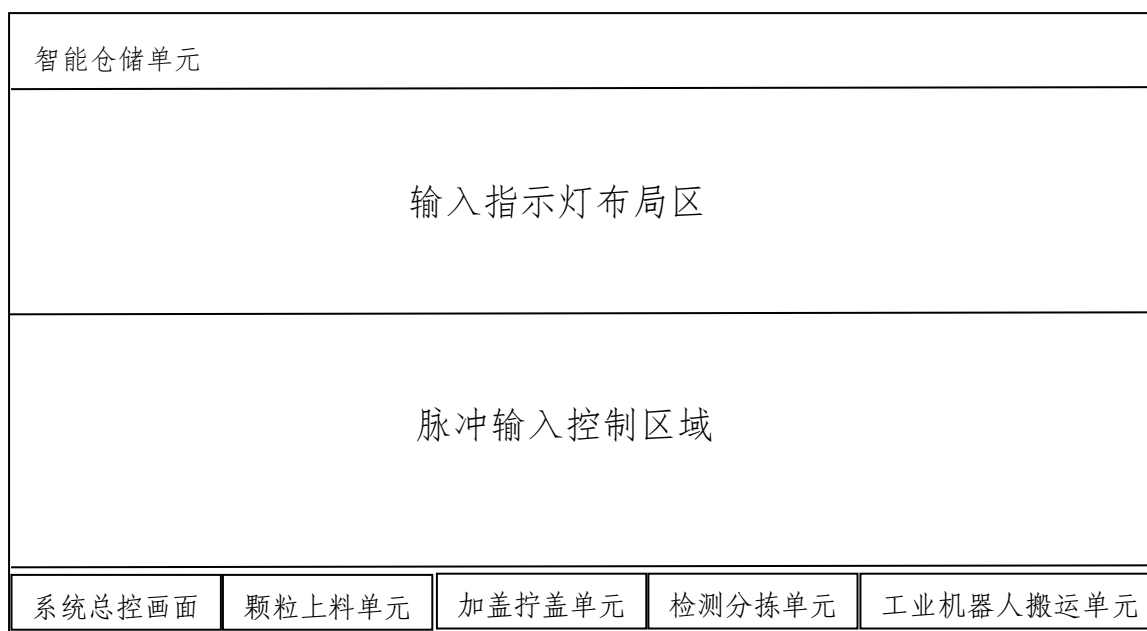 智能仓储单元
输入指示灯布局区
脉冲输入控制区域
系统总控画面 颗粒上料单元 加盖拧盖单元 检测分拣单元 工业机器人搬运单元